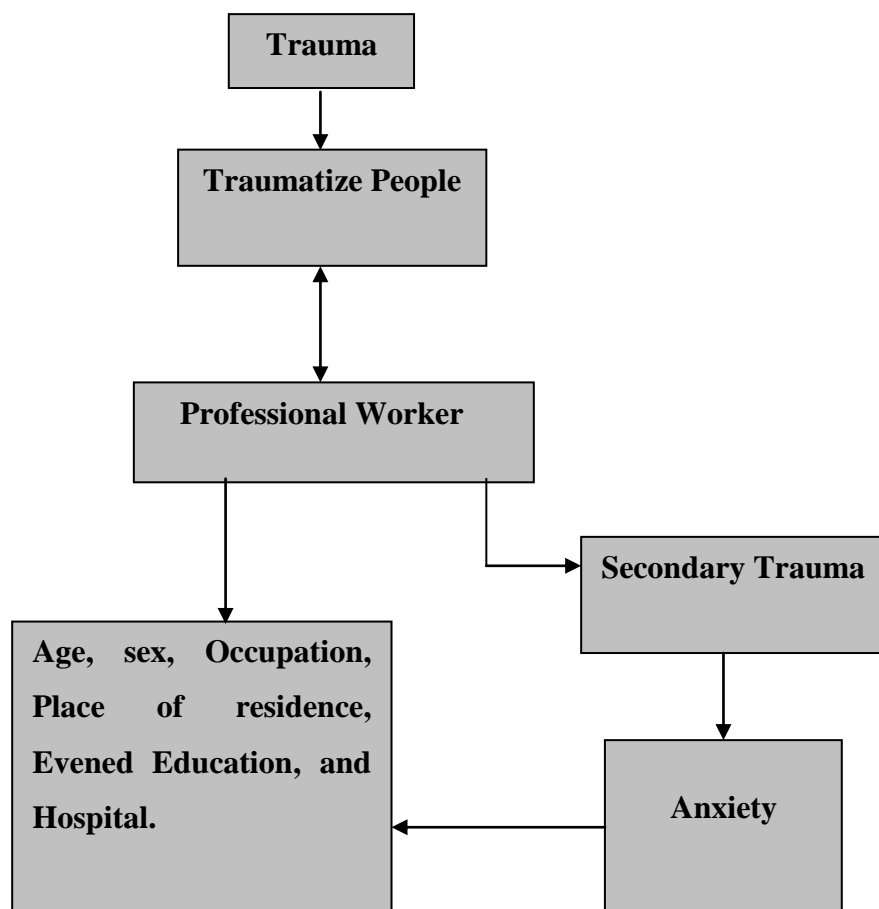 Trauma
Traumatize People
Professional Worker
Secondary Trauma
Age, sex, Occupation,
Place of residence,
Evened Education, and
Hospital.
Anxiety